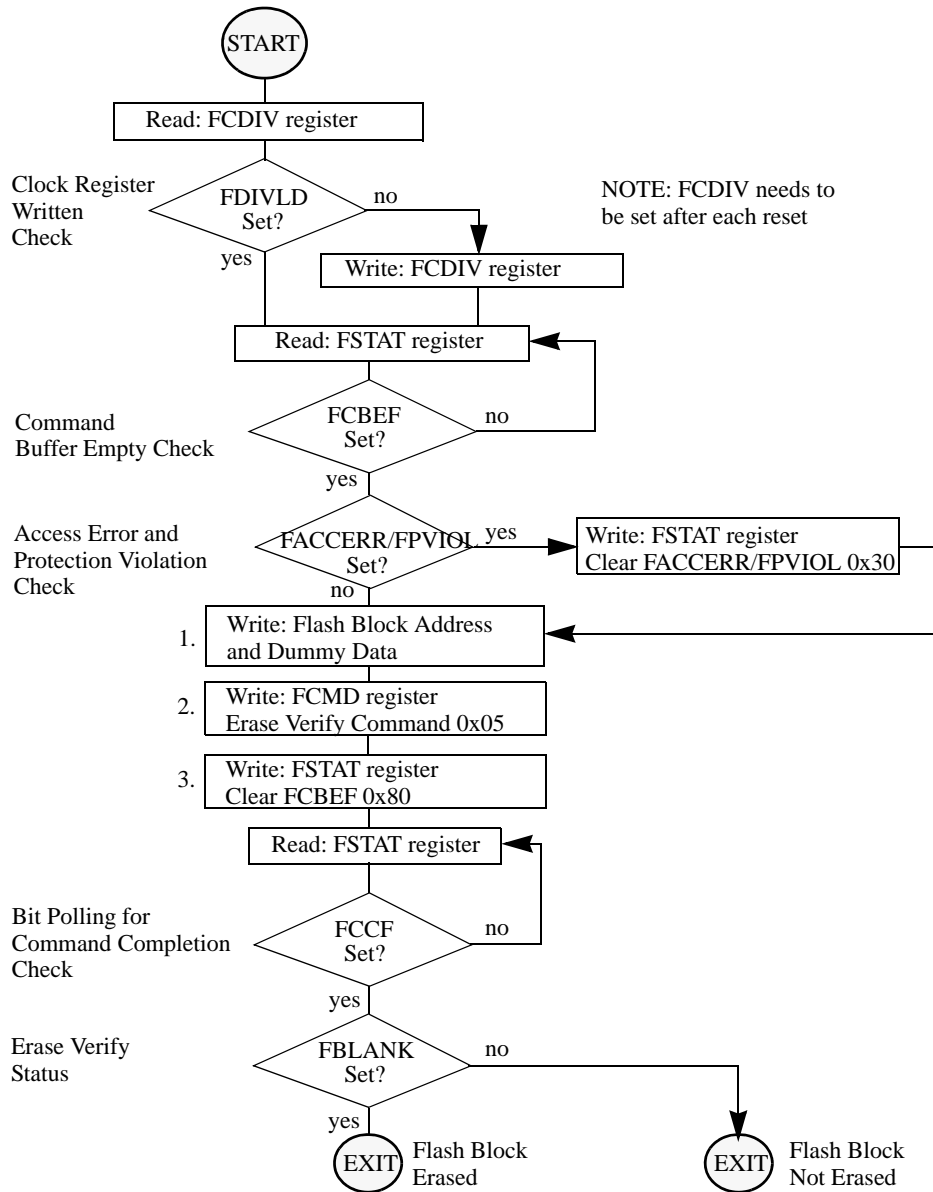 START
Read: FCDIV register
Clock Register
Written
Check
FDIVLD
Set?
no
yes
NOTE: FCDIV needs to
be set after each reset
Write: FCDIV register
Read: FSTAT register
Command
Buffer Empty Check
FCBEF
Set?
no
yes
Access Error and
Protection Violation
Check
FACCERR/FPVIOL
Set?
yes
no
Write: FSTAT register
Clear FACCERR/FPVIOL 0x30
1.
Write: Flash Block Address
and Dummy Data
2.
Write: FCMD register
Erase Verify Command 0x05
3.
Write: FSTAT register
Clear FCBEF 0x80
Read: FSTAT register
Bit Polling for
Command Completion
Check
FCCF
Set?
no
yes
Erase Verify
Status
FBLANK
Set?
no
yes
EXIT
Flash Block
Erased
EXIT
Flash Block
Not Erased